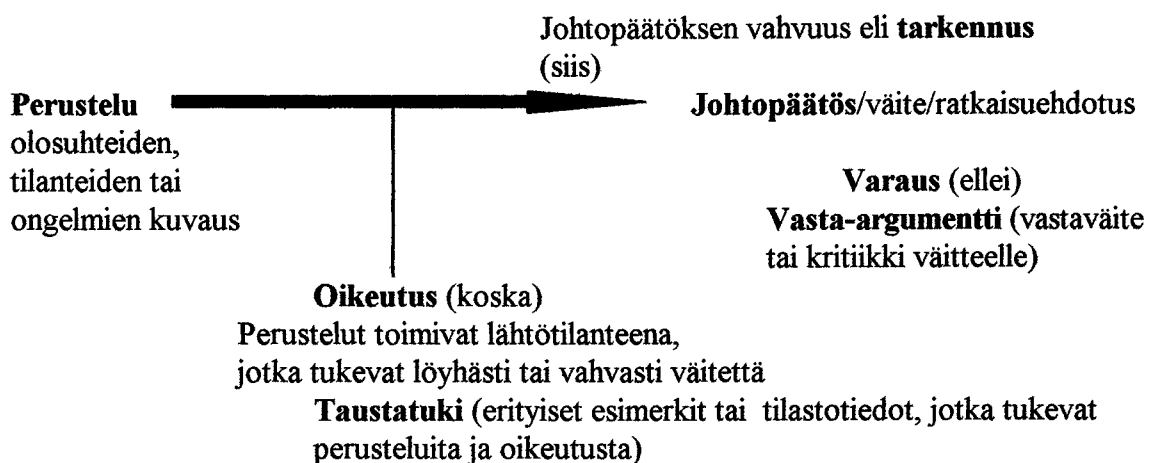 Johtopäätöksen vahvuus eli tarkennus
(siis)
Perustelu
olosuhteiden,
tilanteiden tai
ongelmien kuvaus
Johtopäätös/väite/ratkaisuehdotus
Varaus (ellei)
Vasta-argumentti (vastaväite
tai kritiikki väitteelle)
Oikeutus (koska)
Perustelut toimivat lähtötilanteena,
jotka tukevat löyhästi tai vahvasti väitettä
Taustatuki (erityiset esimerkit tai tilastotiedot, jotka tukevat
perusteluita ja oikeutusta)